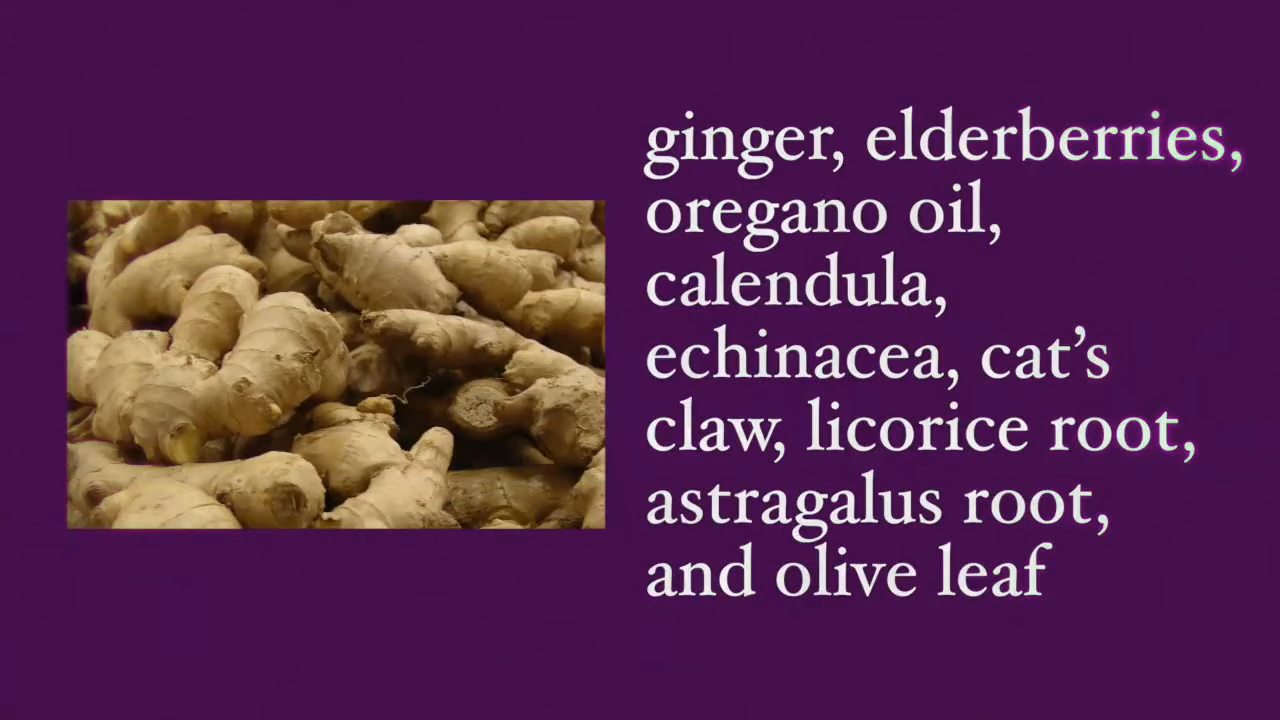 ginger, elderberries,
oregano oil,
calendula,
echinacea, cat’s
claw, licorice root,
astragalus root,
and olive leaf